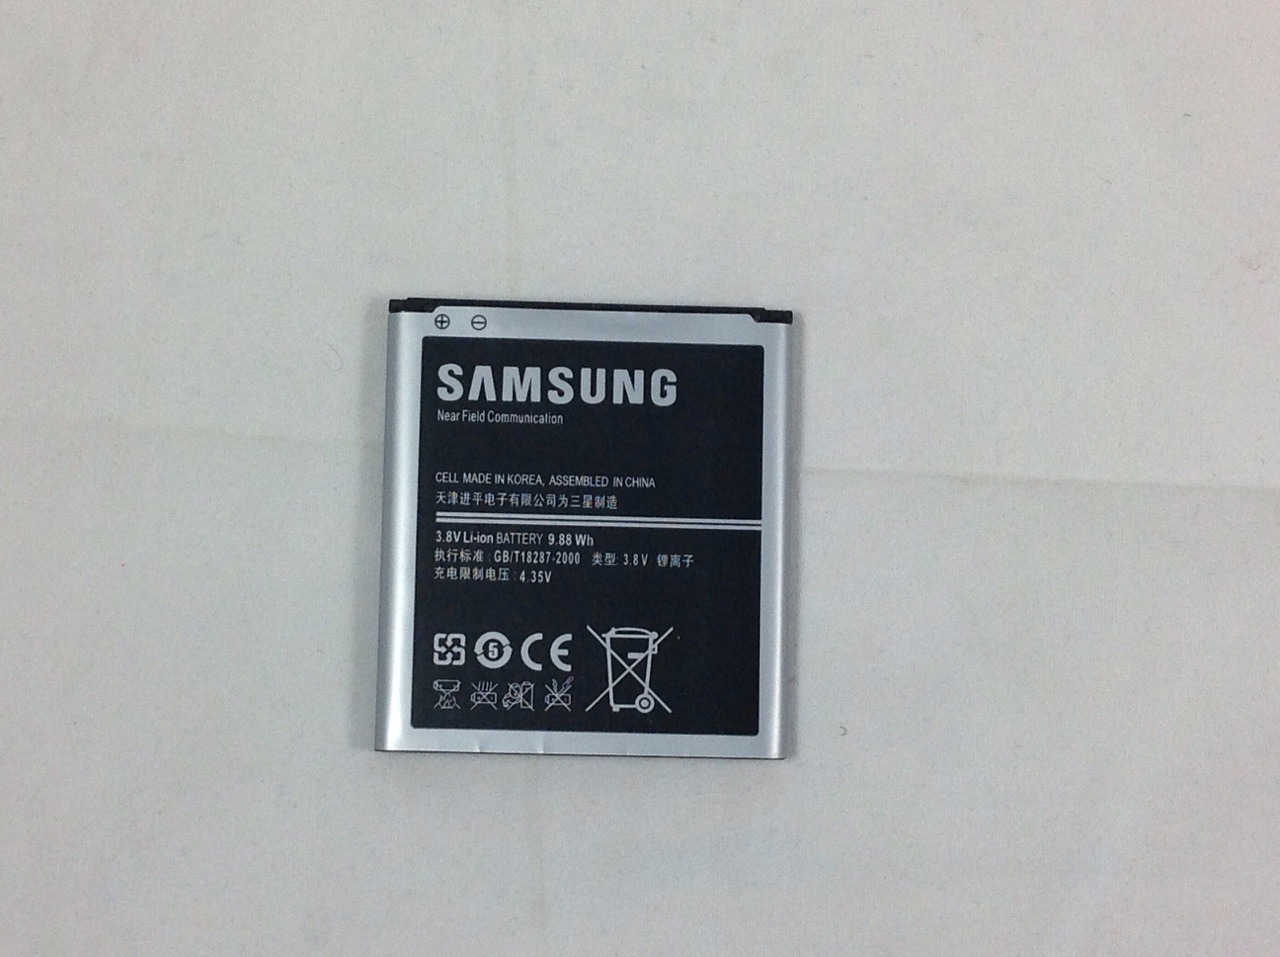 SAMSUNG
Near Field Communication
CELL MADE IN KOREA, ASSEMBLED IN CHINA
天津进平电子有限公司为三星制造
3.8V Li-ion BATTERY 9.88 Wh
执行标准：GB/T18287-2000 类型: 3.8V 锂离子
充电限制电压：4.35V
5 CE